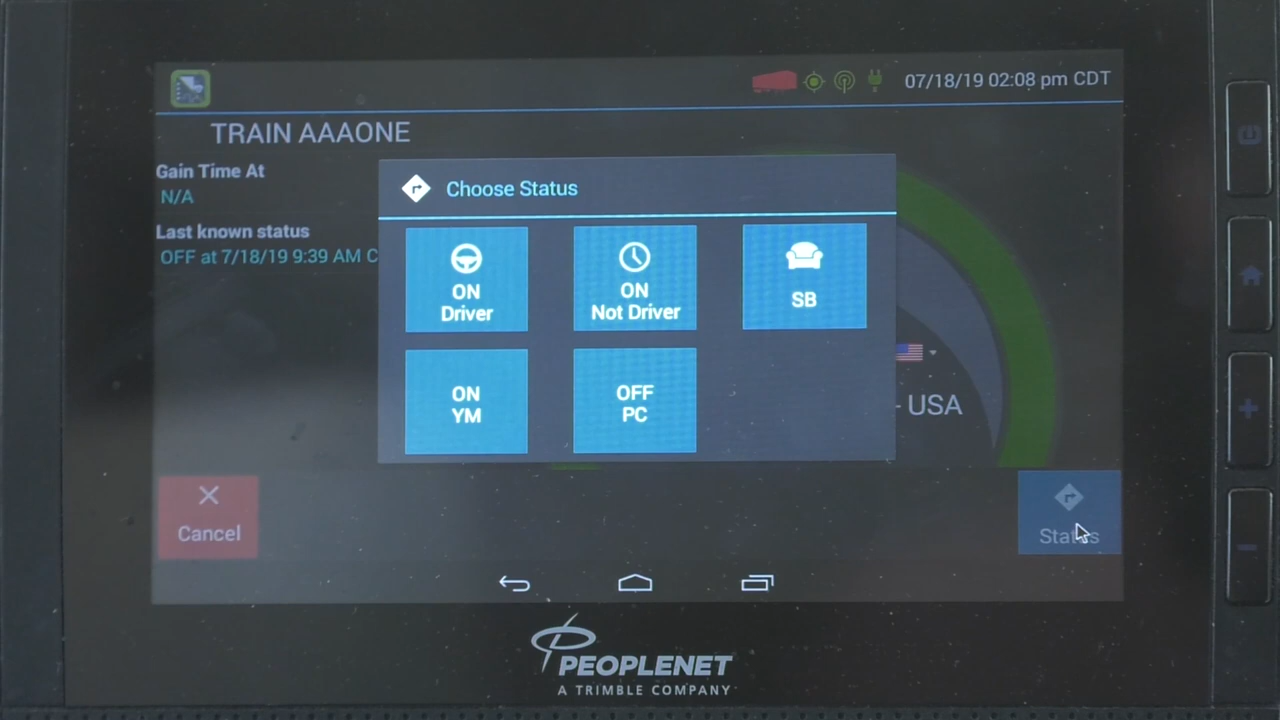 07/18/19 02:08 pm CDT
TRAIN AAAONE
Gain Time At
N/A
Last known status
OFF at 7/18/19 9:39 AM C
Choose Status
ON
Driver
ON
Not Driver
SB
ON
YM
OFF
PC
- USA
Cancel
Status
PEOPLENET
A TRIMBLE COMPANY